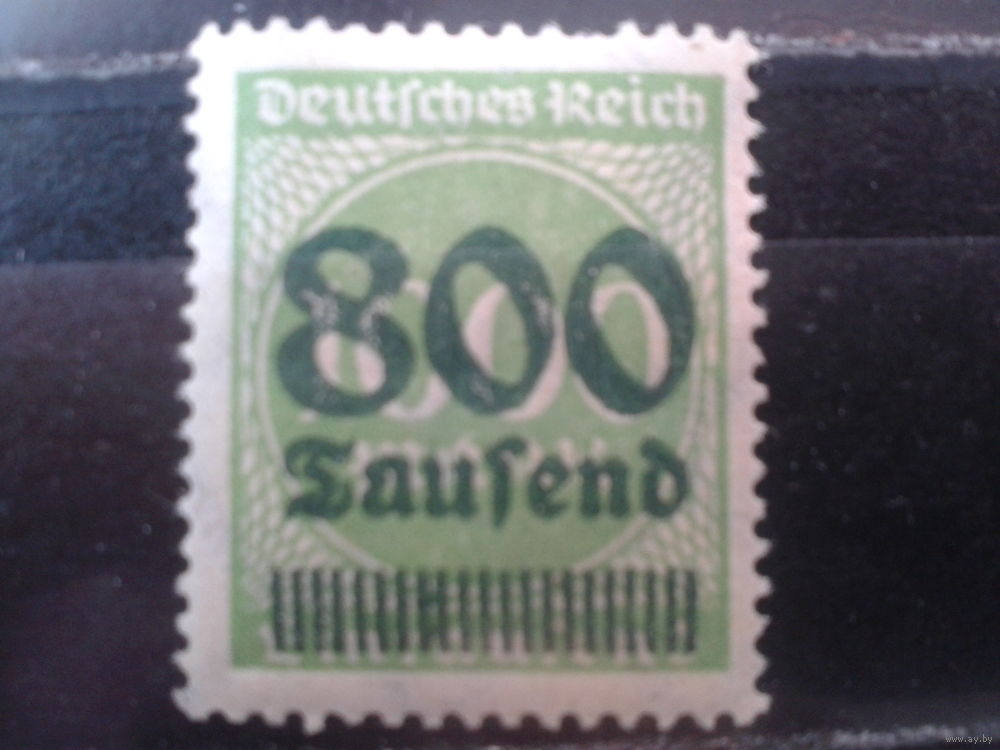 Deutsches Reich
800
Tausend
www.ay.by